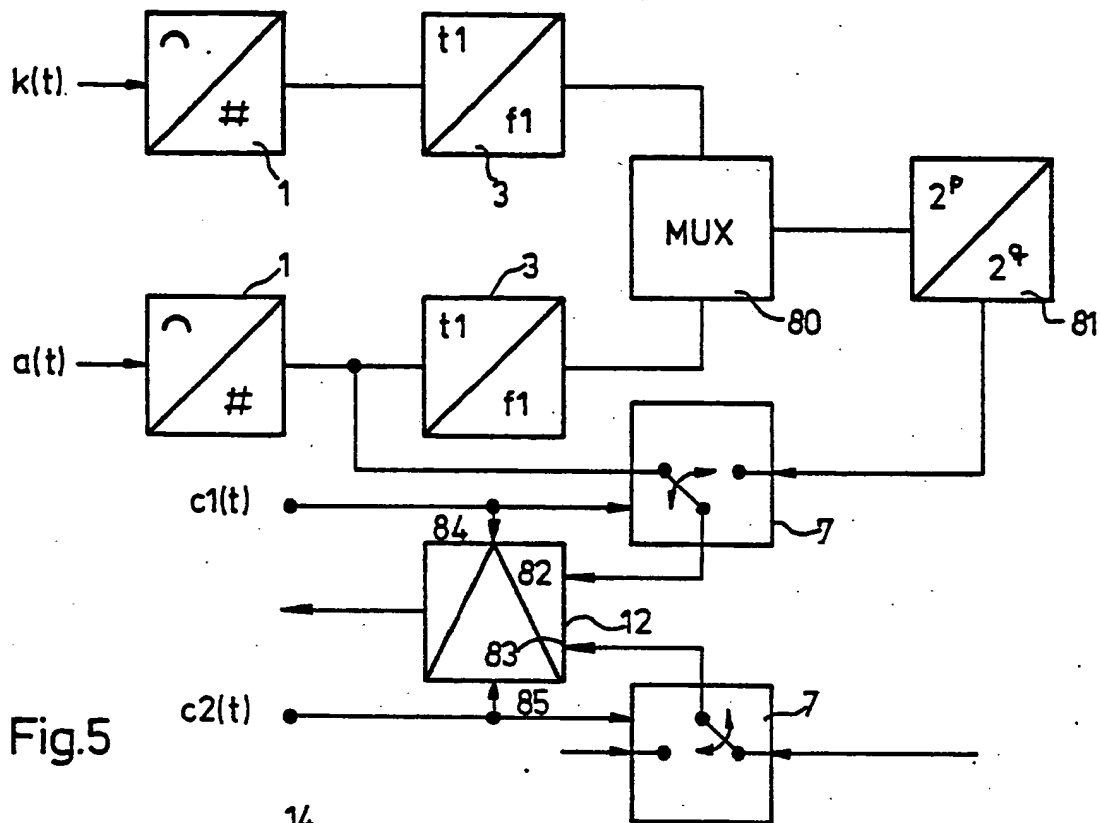 k(t)
#
1
t1
f1
3
MUX
80
2^p
2^q
81
a(t)
#
1
t1
f1
3
c1(t)
7
84
82
12
83
85
c2(t)
7
Fig.5
14